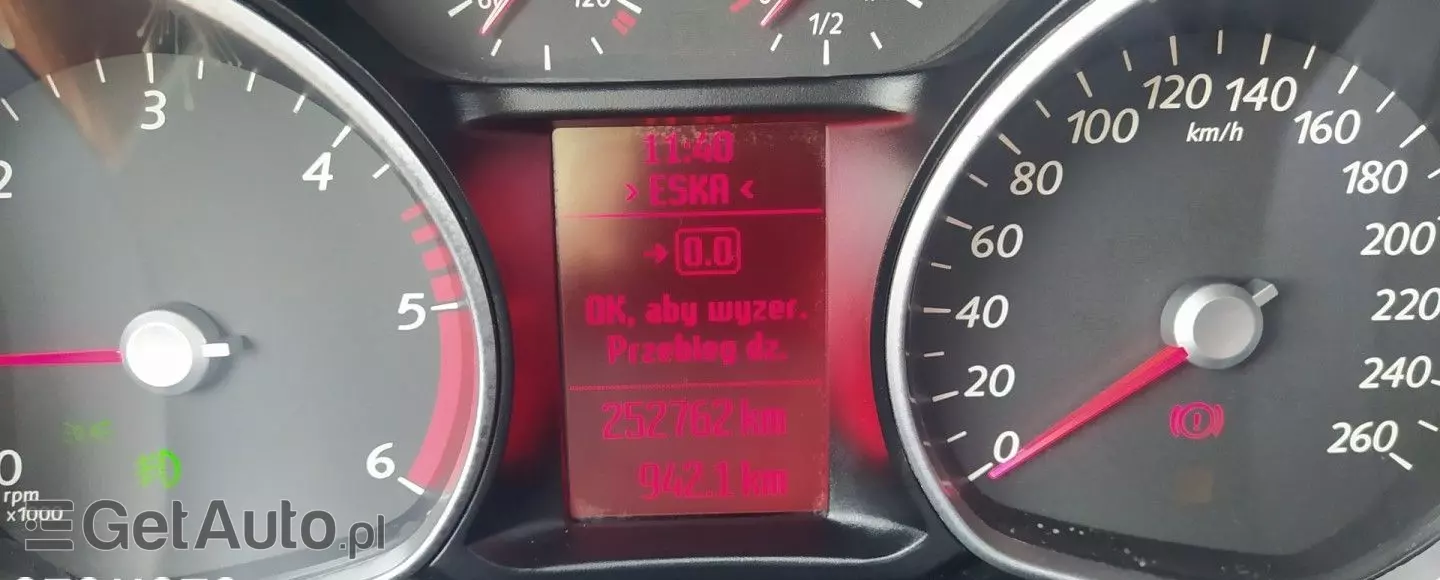 60
120
1/2
2
3
4
5
6
0
rpm
x1000
11:40
› ESKA ‹
→ 0.0
OK, aby wyzer.
Przebieg dz.
252762 km
942.1 km
0
20
40
60
80
100
120
140
160
180
200
220
240
260
km/h
GetAuto.pl